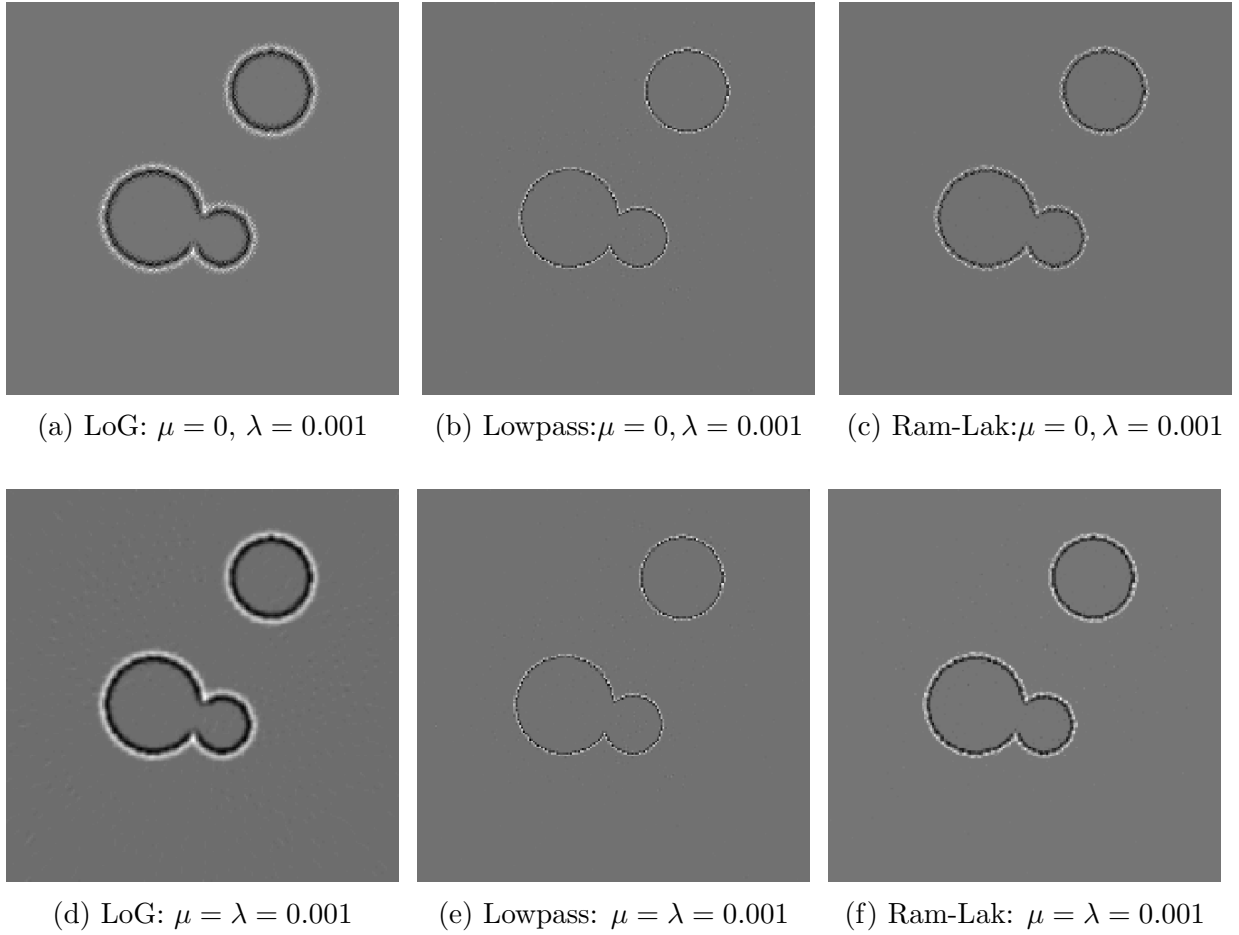 (a) LoG: μ = 0, λ = 0.001
(b) Lowpass:μ = 0, λ = 0.001
(c) Ram-Lak:μ = 0, λ = 0.001
(d) LoG: μ = λ = 0.001
(e) Lowpass: μ = λ = 0.001
(f) Ram-Lak: μ = λ = 0.001